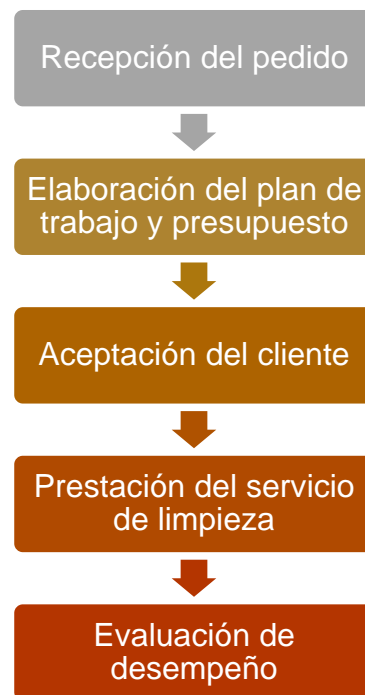 Recepción del pedido
Elaboración del plan de
trabajo y presupuesto
Aceptación del cliente
Prestación del servicio
de limpieza
Evaluación de
desempeño